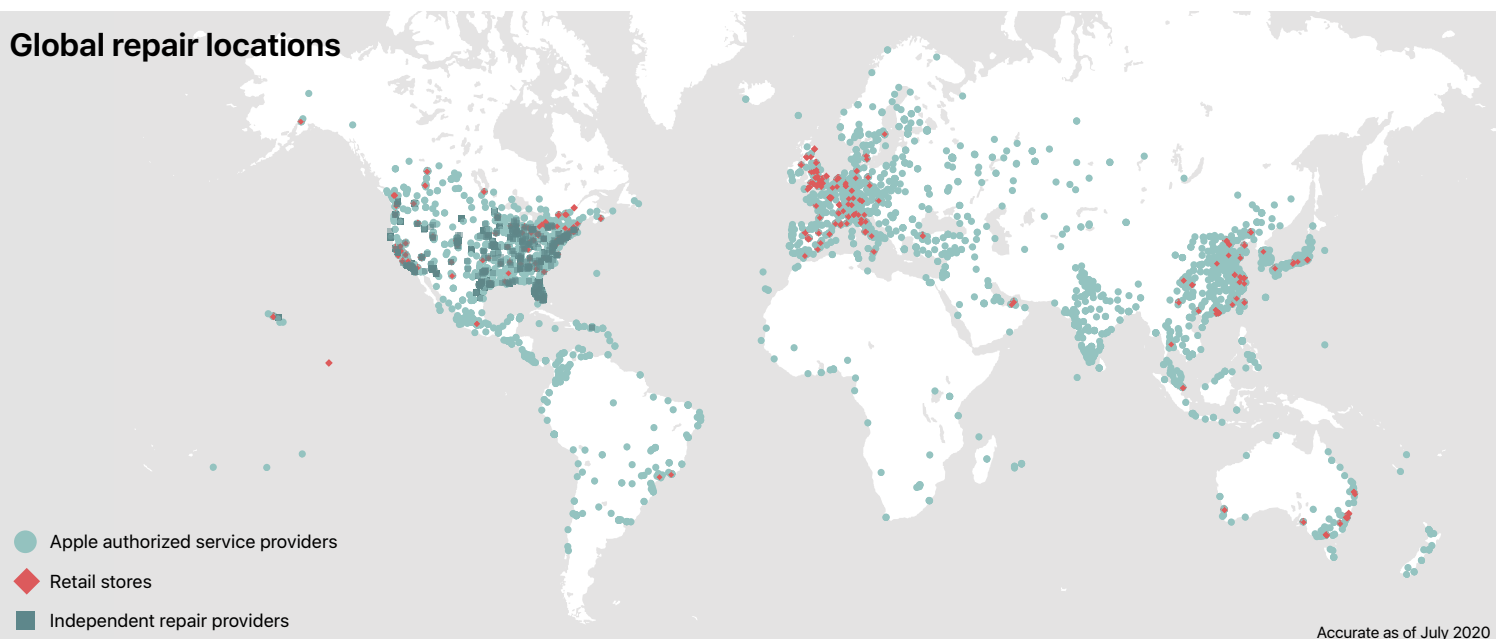 Global repair locations
Apple authorized service providers
Retail stores
Independent repair providers
Accurate as of July 2020